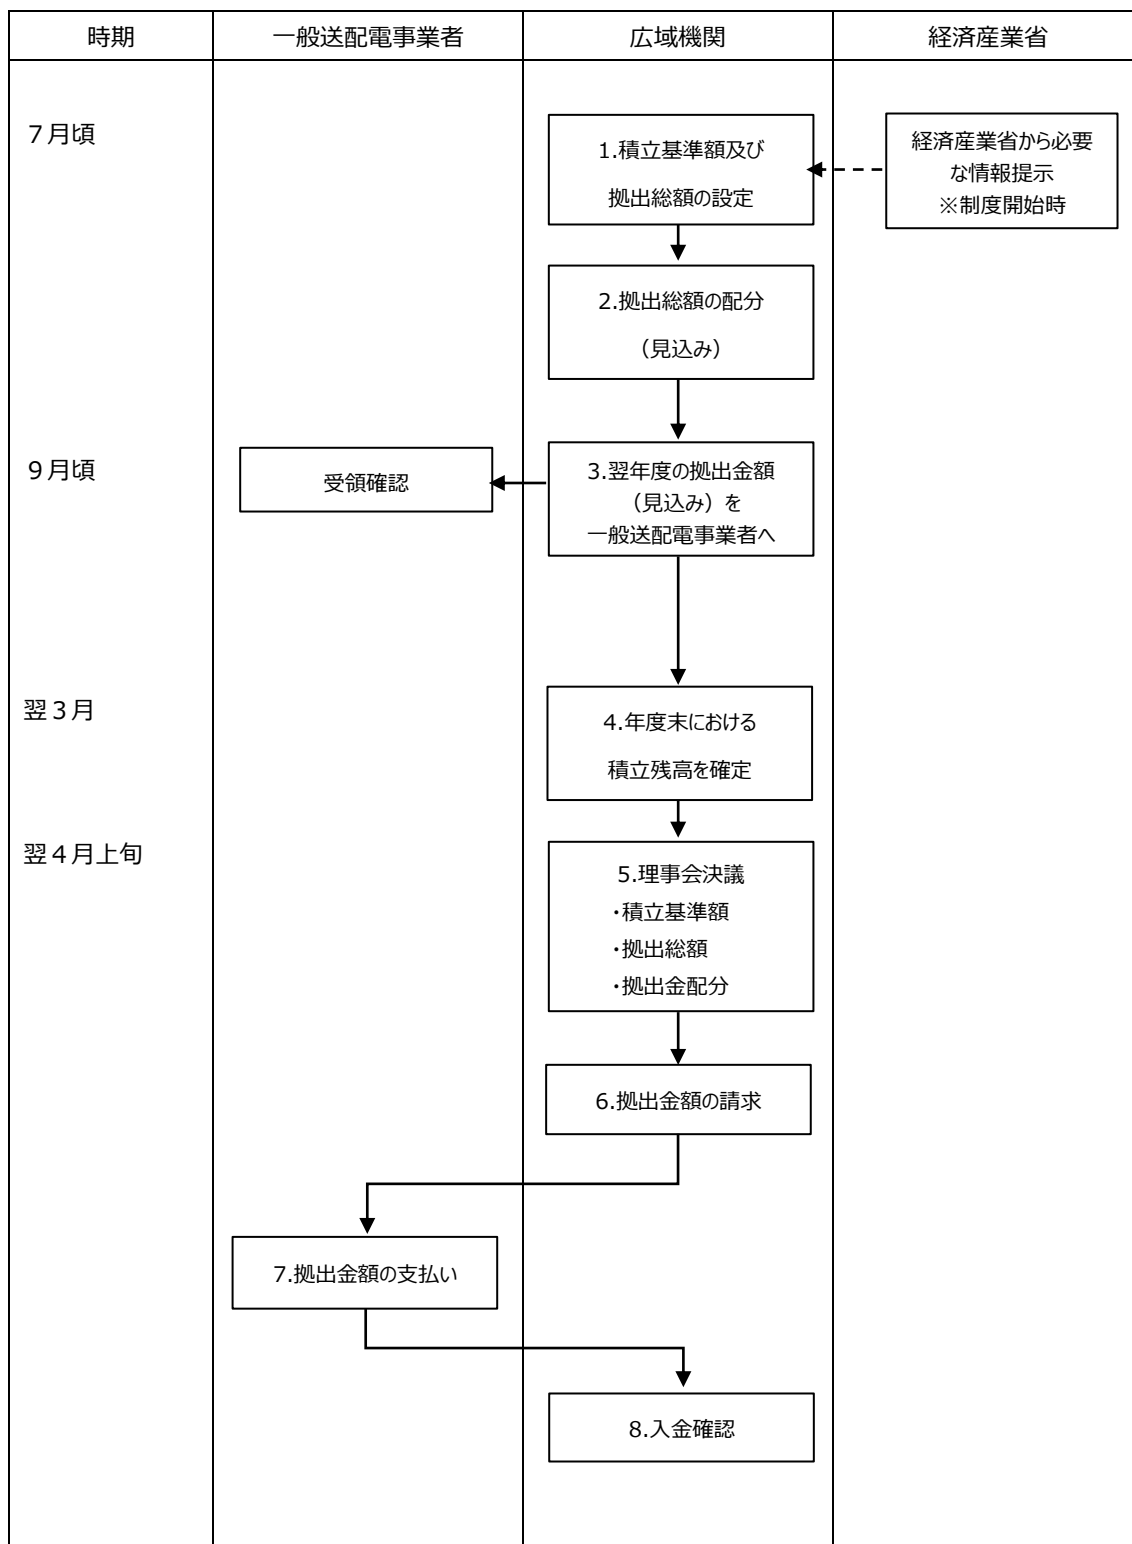 時期
一般送配電事業者
広域機関
経済産業省
７月頃
1.積立基準額及び
拠出総額の設定
経済産業省から必要
な情報提示
※制度開始時
2.拠出総額の配分
（見込み）
９月頃
受領確認
3.翌年度の拠出金額
（見込み）を
一般送配電事業者へ
翌３月
4.年度末における
積立残高を確定
翌４月上旬
5.理事会決議
・積立基準額
・拠出総額
・拠出金配分
6.拠出金額の請求
7.拠出金額の支払い
8.入金確認